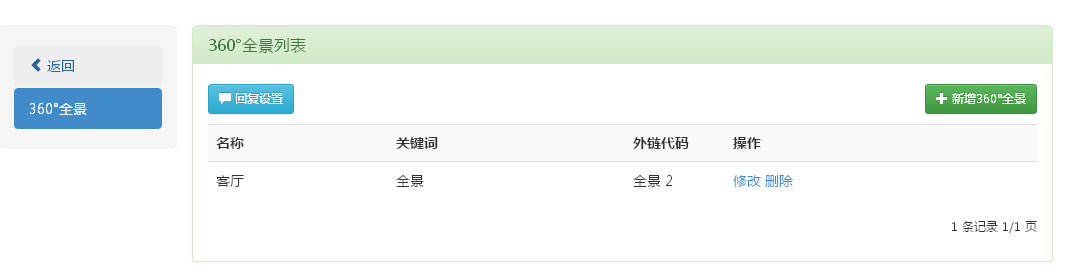 返回
360°全景
360°全景列表
回复设置
新增360°全景
名称 关键词 外链代码 操作
客厅 全景 全景 2 修改 删除
1 条记录 1/1 页